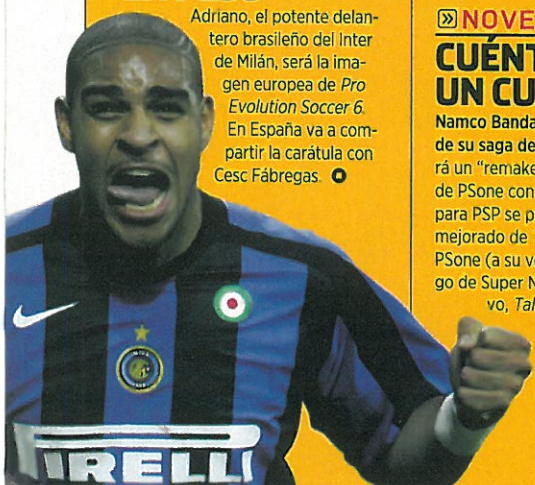 Adriano, el potente delan-
tero brasileño del Inter
de Milán, será la ima-
gen europea de Pro
Evolution Soccer 6.
En España va a com-
partir la carátula con
Cesc Fábregas.
NOVE
CUÉNT
UN CU
Namco Banda
de su saga de
rá un "remake
de PSone con
para PSP se p
mejorado de
PSone (a su v
go de Super N
vo, Tal
IRELLI